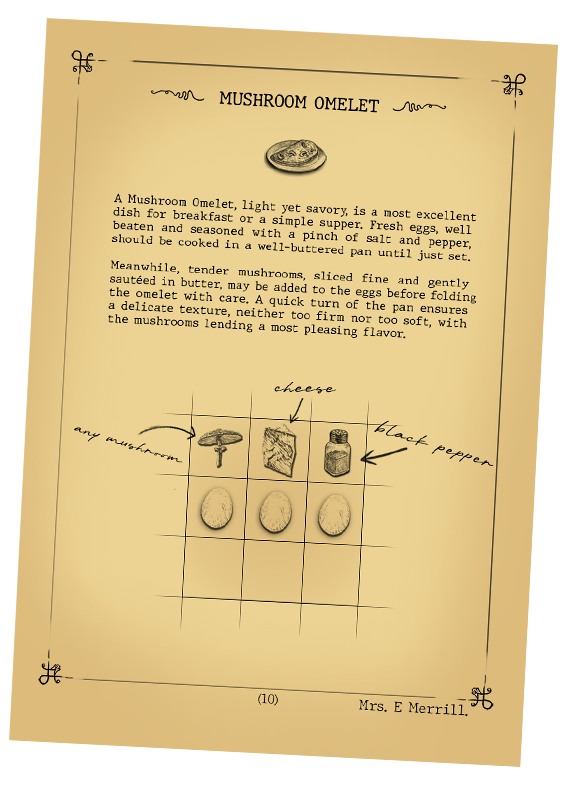 MUSHROOM OMELET
A Mushroom Omelet, light yet savory, is a most excellent
dish for breakfast or a simple supper. Fresh eggs, well
beaten and seasoned with a pinch of salt and pepper,
should be cooked in a well-buttered pan until just set.
Meanwhile, tender mushrooms, sliced fine and gently
sautéed in butter, may be added to the eggs before folding
the omelet with care. A quick turn of the pan ensures
a delicate texture, neither too firm nor too soft, with
the mushrooms lending a most pleasing flavor.
cheese
any mushroom
black pepper
(10)
Mrs. E Merrill.